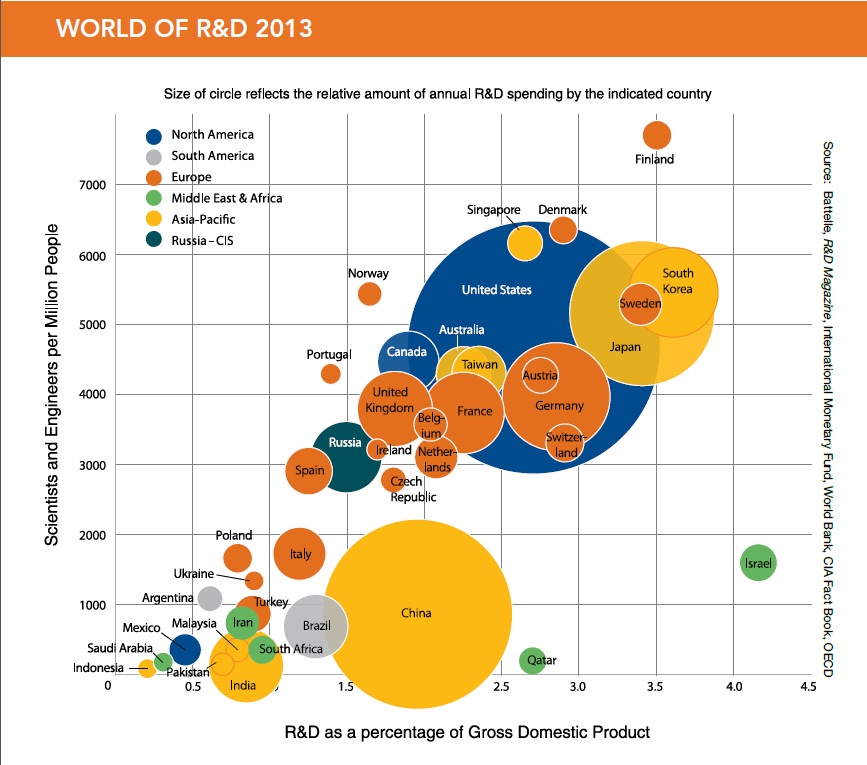 WORLD OF R&D 2013
Size of circle reflects the relative amount of annual R&D spending by the indicated country
North America
South America
Europe
Middle East & Africa
Asia-Pacific
Russia – CIS
Finland
7000
Singapore
Denmark
6000
Norway
United States
South
Korea
Sweden
5000
Australia
Portugal
Canada
Taiwan
Japan
Austria
4000
United
Kingdom
Belg-
ium
France
Germany
Russia
Ireland
Nether-
lands
Switzer-
land
3000
Spain
Czech
Republic
2000
Poland
Italy
Ukraine
Israel
Argentina
Turkey
1000
Mexico
Malaysia
Iran
Brazil
China
Saudi Arabia
South Africa
Indonesia
Pakistan
India
Qatar
0
0.5
1.5
2.5
3.0
3.5
4.0
4.5
R&D as a percentage of Gross Domestic Product
Scientists and Engineers per Million People
Source: Battelle, R&D Magazine, International Monetary Fund, World Bank, CIA Fact Book, OECD